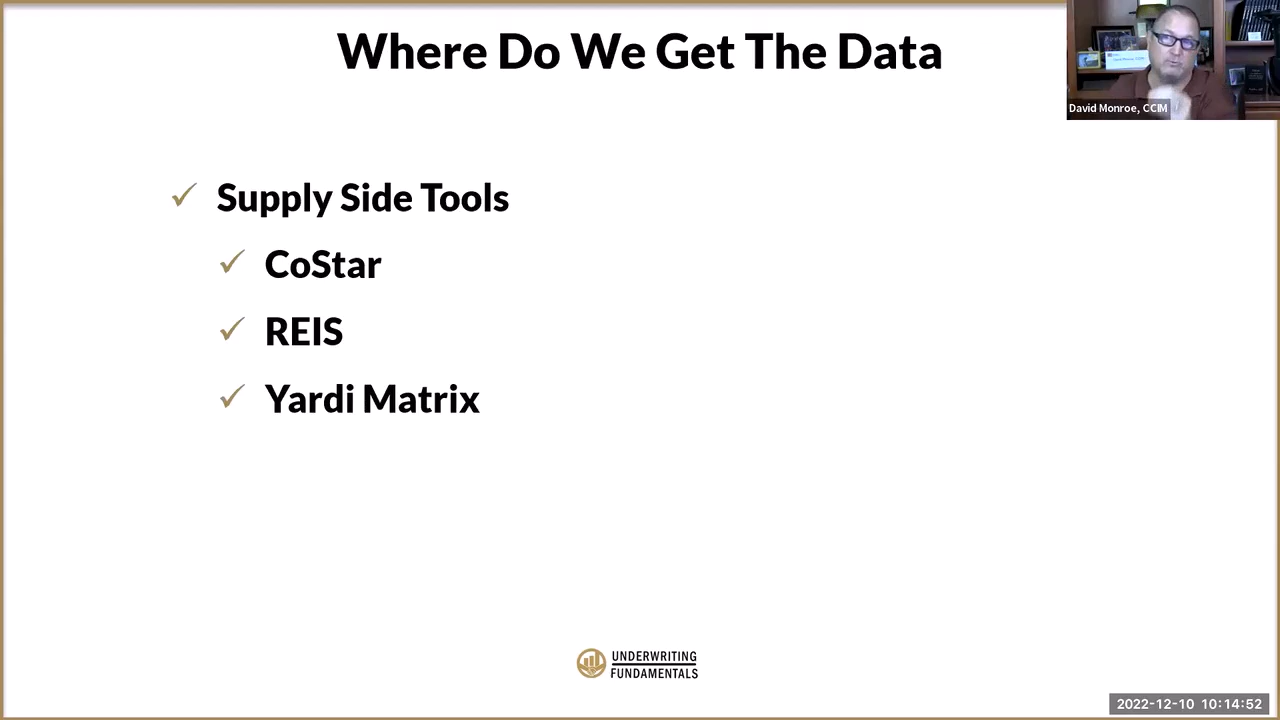 Where Do We Get The Data
David Monroe, CCIM
Supply Side Tools
CoStar
REIS
Yardi Matrix
UNDERWRITING
FUNDAMENTALS
2022-12-10 10:14:52